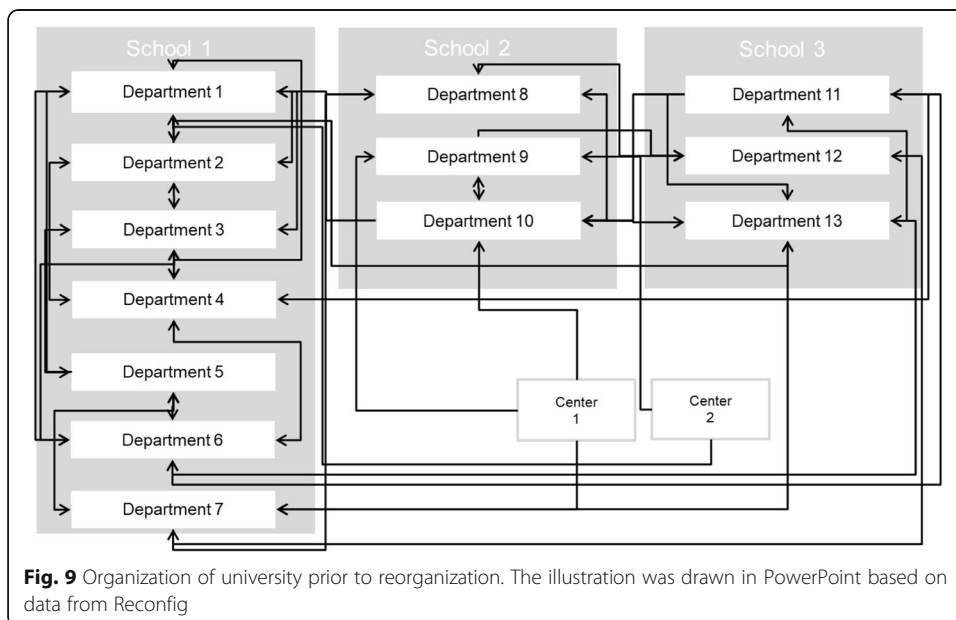 School 1
Department 1
Department 2
Department 3
Department 4
Department 5
Department 6
Department 7
School 2
Department 8
Department 9
Department 10
School 3
Department 11
Department 12
Department 13
Center
1
Center
2
Fig. 9 Organization of university prior to reorganization. The illustration was drawn in PowerPoint based on
data from Reconfig